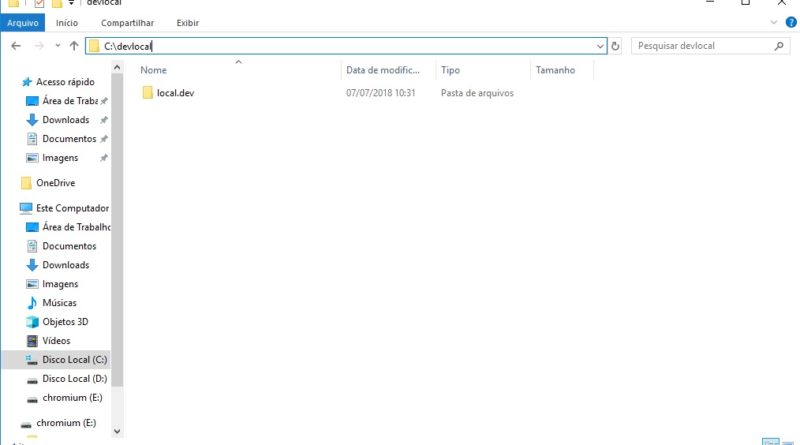 devlocal
Arquivo Início Compartilhar Exibir
C:\devlocal Pesquisar devlocal
Nome Data de modific... Tipo Tamanho
local.dev 07/07/2018 10:31 Pasta de arquivos
Acesso rápido
Área de Traba
Downloads
Documentos
Imagens
OneDrive
Este Computador
Área de Trabalho
Documentos
Downloads
Imagens
Músicas
Objetos 3D
Vídeos
Disco Local (C:)
Disco Local (D:)
chromium (E:)
chromium (E:)